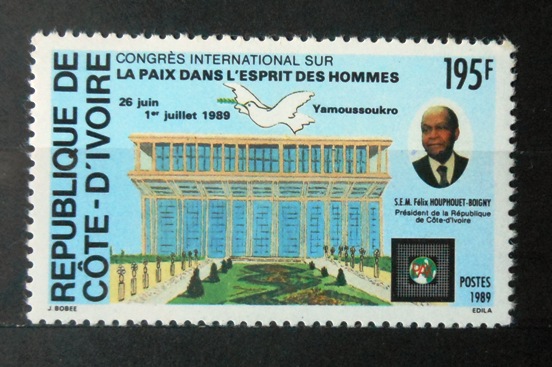 RÉPUBLIQUE DE
CÔTE-D'IVOIRE
CONGRÈS INTERNATIONAL SUR
LA PAIX DANS L'ESPRIT DES HOMMES
195F
26 juin
1er juillet 1989
Yamoussoukro
S.E.M. Félix HOUPHOUET-BOIGNY
Président de la République
de Côte-d'Ivoire
POSTES
1989
J. BOBEE
EDILA